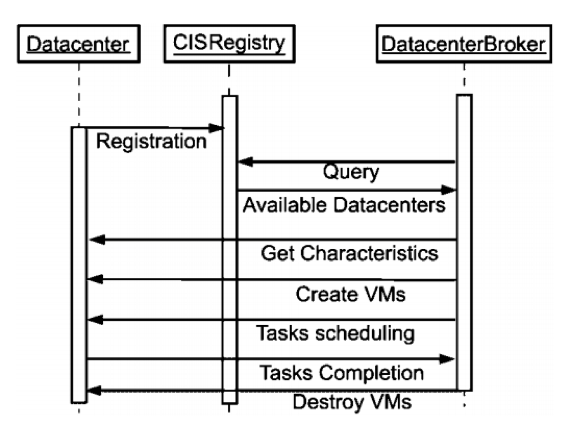 Datacenter
CISRegistry
DatacenterBroker
Registration
Query
Available Datacenters
Get Characteristics
Create VMs
Tasks scheduling
Tasks Completion
Destroy VMs